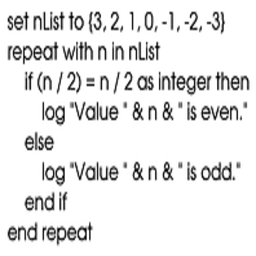 set nList to {3, 2, 1, 0, -1, -2, -3}
repeat with n in nList
if (n / 2) = n / 2 as integer then
log "Value " & n & " is even."
else
log "Value " & n & " is odd."
end if
end repeat